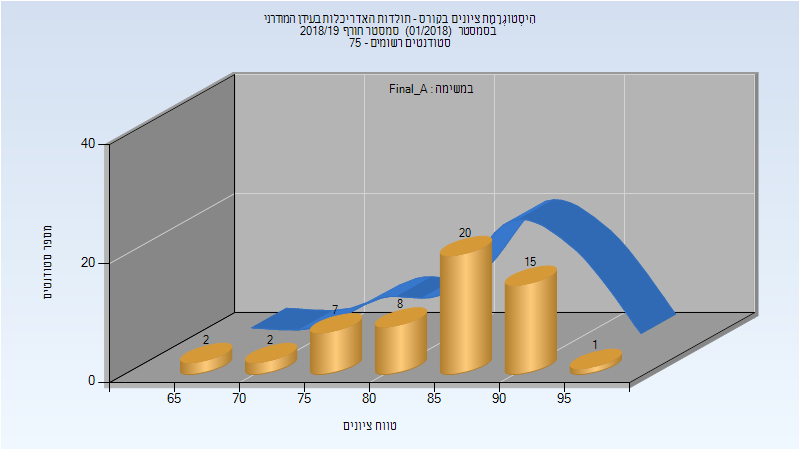 הִיסְטוֹגְרָמַת ציונים בקורס - תולדות האדריכלות בעידן המודרני
בסמסטר (01/2018) סמסטר חורף 2018/19
סטודנטים רשומים - 75
במשימה : Final_A
מספר סטודנטים
40
20
0
2
2
7
8
20
15
1
65
70
75
80
85
90
95
טווח ציונים